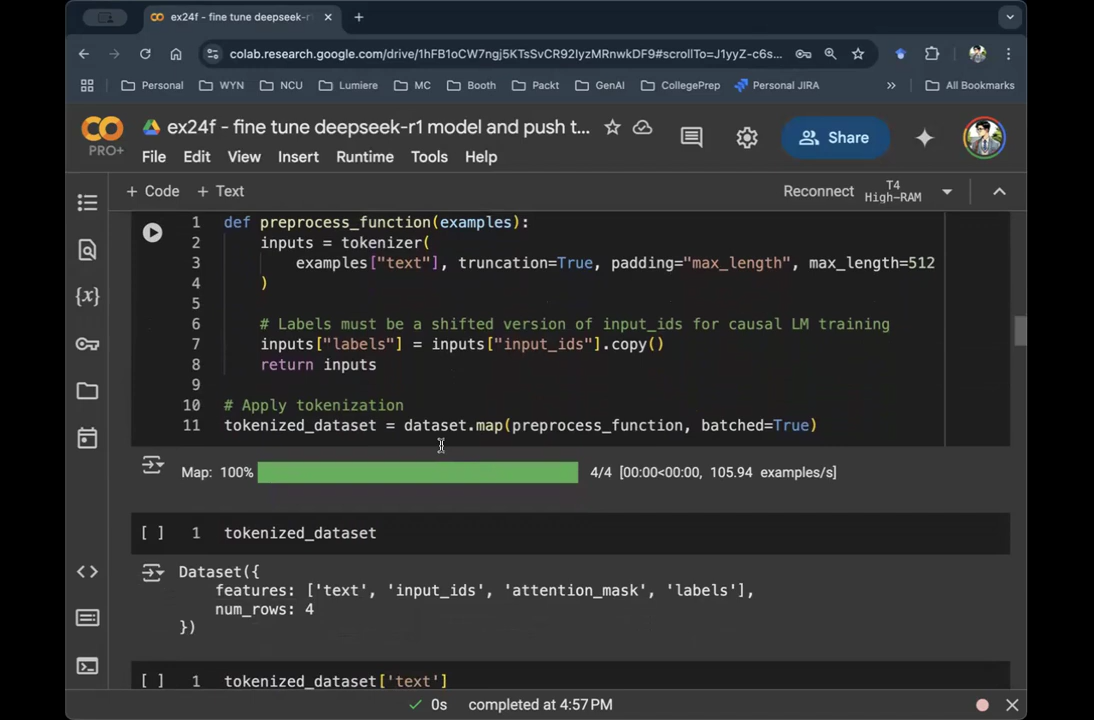 ex24f - fine tune deepseek-r1
colab.research.google.com/drive/1hFB1oCW7ngj5KTsSvCR92IyzMRnwkDF9#scrollTo=J1yyZ-c6s...
Personal WYN NCU Lumiere MC Booth Packt GenAI CollegePrep Personal JIRA » All Bookmarks
ex24f - fine tune deepseek-r1 model and push t...
PRO+
File Edit View Insert Runtime Tools Help
Share
+ Code + Text
Reconnect
T4
High-RAM
1 def preprocess_function(examples):
2 inputs = tokenizer(
3 examples["text"], truncation=True, padding="max_length", max_length=512
4 )
5
6 # Labels must be a shifted version of input_ids for causal LM training
7 inputs["labels"] = inputs["input_ids"].copy()
8 return inputs
9
10 # Apply tokenization
11 tokenized_dataset = dataset.map(preprocess_function, batched=True)
Map: 100% 4/4 [00:00<00:00, 105.94 examples/s]
[ ] 1 tokenized_dataset
Dataset({
features: ['text', 'input_ids', 'attention_mask', 'labels'],
num_rows: 4
})
[ ] 1 tokenized_dataset['text']
0s completed at 4:57 PM